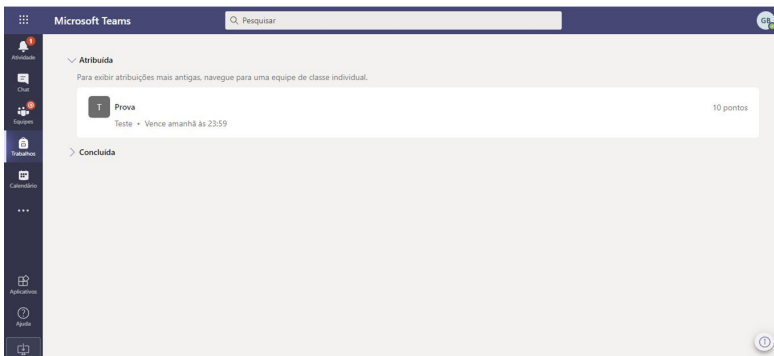 Microsoft Teams
Pesquisar
GB
1
Atividade
Chat
Equipes
Trabalhos
Calendário
Aplicativos
Ajuda
Atribuída
Para exibir atribuições mais antigas, navegue para uma equipe de classe individual.
T
Prova
10 pontos
Teste • Vence amanhã às 23:59
Concluída